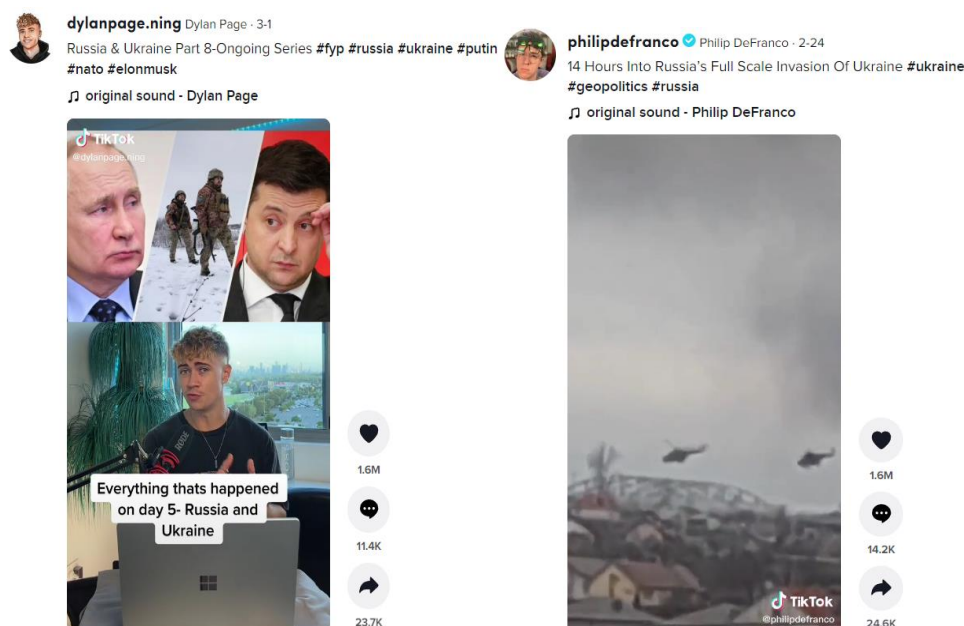 dylanpage.ning Dylan Page · 3-1
Russia & Ukraine Part 8-Ongoing Series #fyp #russia #ukraine #putin
#nato #elonmusk
original sound - Dylan Page
TikTok
@dylanpage.ning
RODE
Everything thats happened
on day 5- Russia and
Ukraine
1.6M
11.4K
23.7K
philipdefranco Philip DeFranco · 2-24
14 Hours Into Russia's Full Scale Invasion Of Ukraine #ukraine
#geopolitics #russia
original sound - Philip DeFranco
TikTok
@philipdefranco
1.6M
14.2K
24.6K